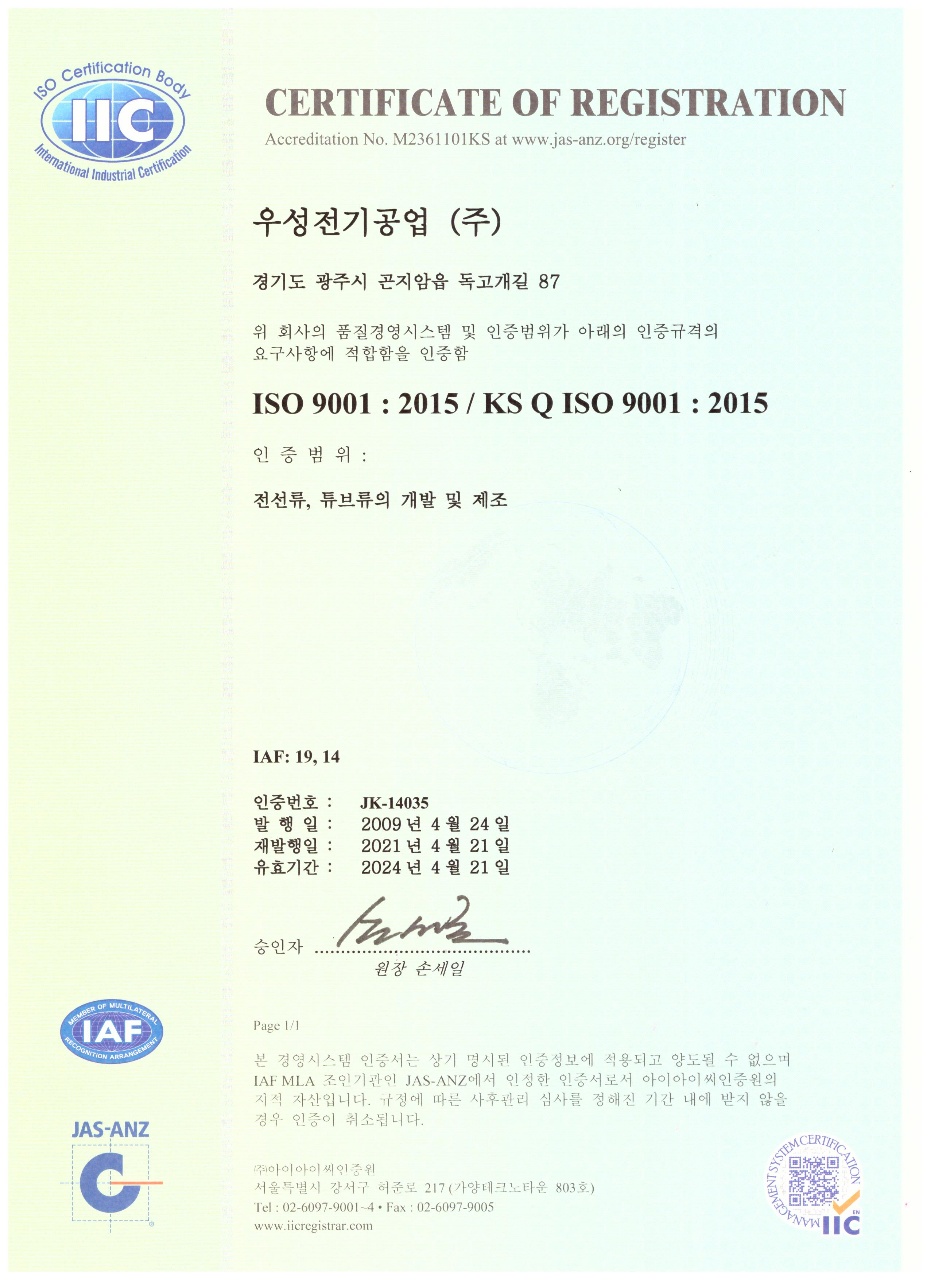 ISO Certification Body
IIC
International Industrial Certification
CERTIFICATE OF REGISTRATION
Accreditation No. M2361101KS at www.jas-anz.org/register
우성전기공업 (주)
경기도 광주시 곤지암읍 독고개길 87
위 회사의 품질경영시스템 및 인증범위가 아래의 인증규격의
요구사항에 적합함을 인증함
ISO 9001 : 2015 / KS Q ISO 9001 : 2015
인 증 범 위 :
전선류, 튜브류의 개발 및 제조
IAF: 19, 14
인증번호 : JK-14035
발 행 일 : 2009 년 4 월 24 일
재발행일 : 2021 년 4 월 21 일
유효기간 : 2024 년 4 월 21 일
승인자
원장 손세일
MEMBER OF MULTILATERAL
IAF
RECOGNITION ARRANGEMENT
Page 1/1
본 경영시스템 인증서는 상기 명시된 인증정보에 적용되고 양도될 수 없으며
IAF MLA 조인기관인 JAS-ANZ에서 인정한 인증서로서 아이아이씨인증원의
지적 자산입니다. 규정에 따른 사후관리 심사를 정해진 기간 내에 받지 않을
경우 인증이 취소됩니다.
JAS-ANZ
㈜아이아이씨인증원
서울특별시 강서구 허준로 217 (가양테크노타운 803호)
Tel : 02-6097-9001~4 • Fax : 02-6097-9005
www.iicregistrar.com
MANAGEMENT SYSTEM CERTIFICATION
EN
IIC